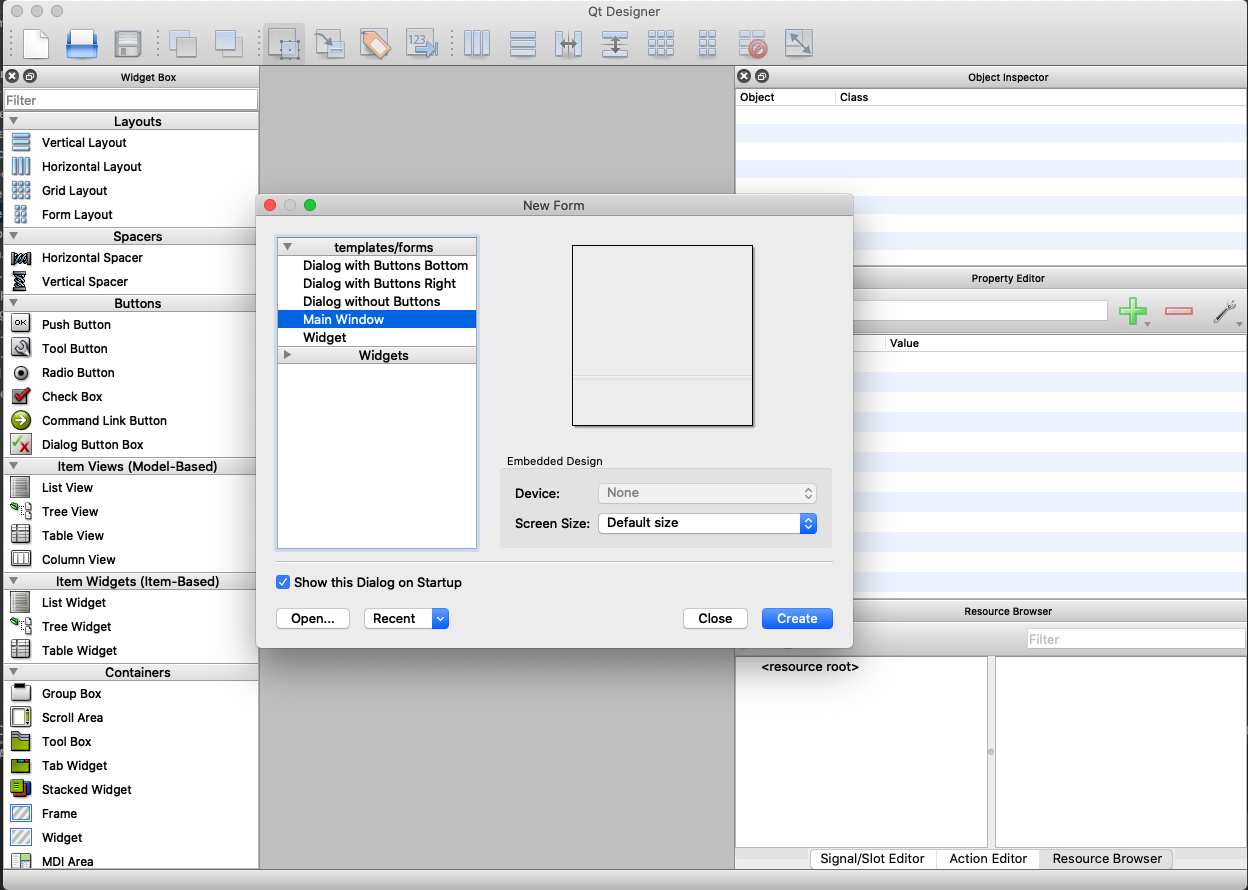 Qt Designer
123
Widget Box
Filter
Layouts
Vertical Layout
Horizontal Layout
Grid Layout
Form Layout
Spacers
Horizontal Spacer
Vertical Spacer
Buttons
OK
Push Button
Tool Button
Radio Button
Check Box
Command Link Button
Dialog Button Box
Item Views (Model-Based)
List View
Tree View
Table View
Column View
Item Widgets (Item-Based)
List Widget
Tree Widget
Table Widget
Containers
Group Box
Scroll Area
Tool Box
Tab Widget
Stacked Widget
Frame
Widget
MDI Area
New Form
templates/forms
Dialog with Buttons Bottom
Dialog with Buttons Right
Dialog without Buttons
Main Window
Widget
Widgets
Embedded Design
Device: None
Screen Size: Default size
Show this Dialog on Startup
Open... Recent Close Create
Object Inspector
Object Class
Property Editor
Value
Resource Browser
Filter
<resource root>
Signal/Slot Editor Action Editor Resource Browser